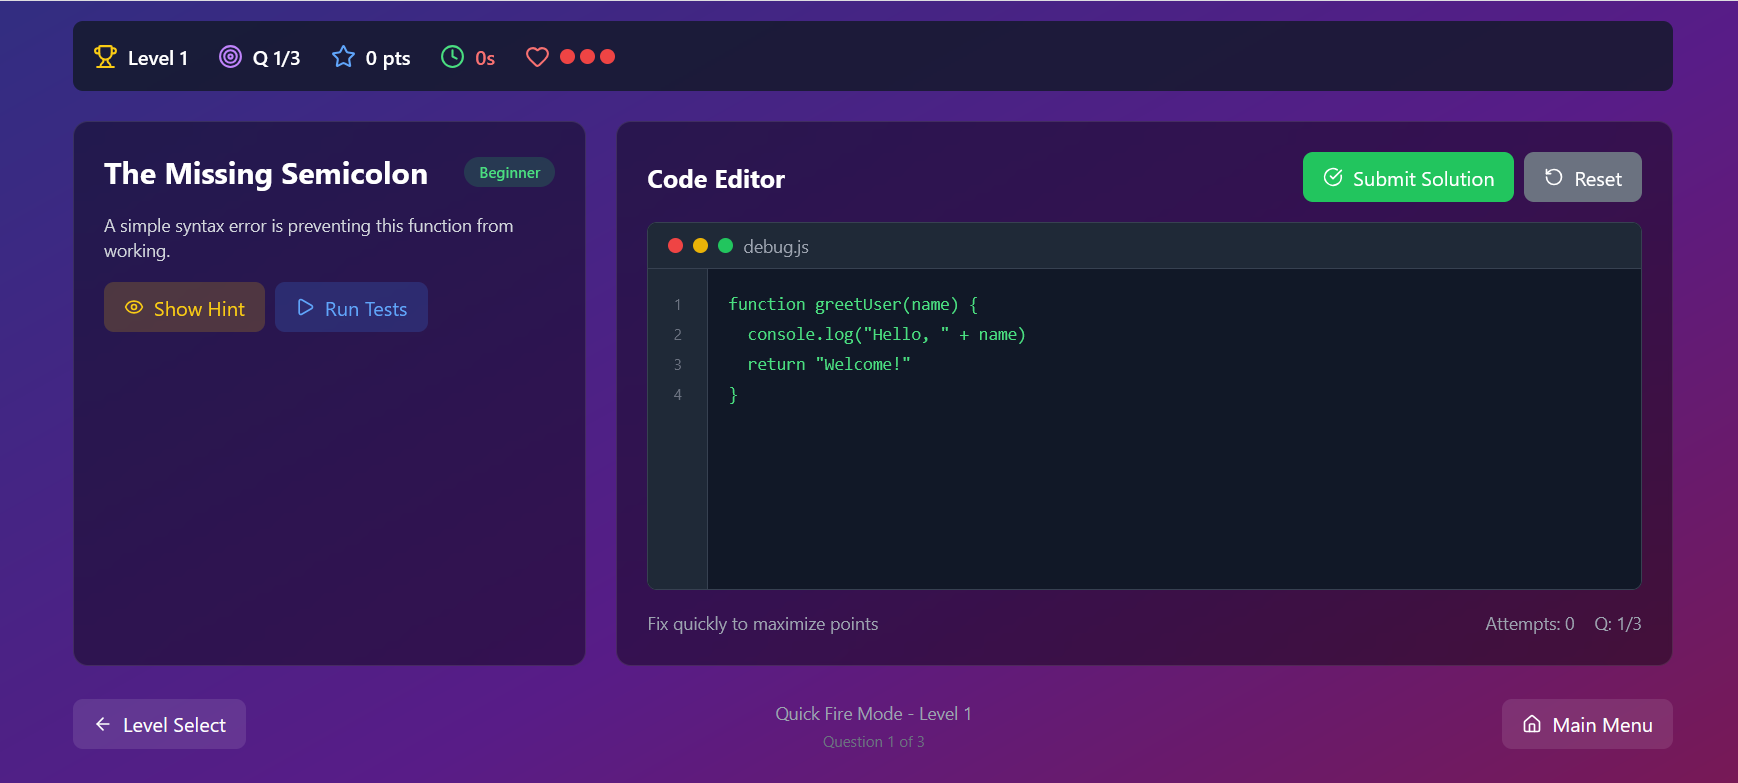 Level 1 Q 1/3 0 pts 0s
The Missing Semicolon Beginner
A simple syntax error is preventing this function from
working.
Show Hint Run Tests
Code Editor Submit Solution Reset
debug.js
1 function greetUser(name) {
2   console.log("Hello, " + name)
3   return "Welcome!"
4 }
Fix quickly to maximize points Attempts: 0 Q: 1/3
Level Select Quick Fire Mode - Level 1 Main Menu
Question 1 of 3